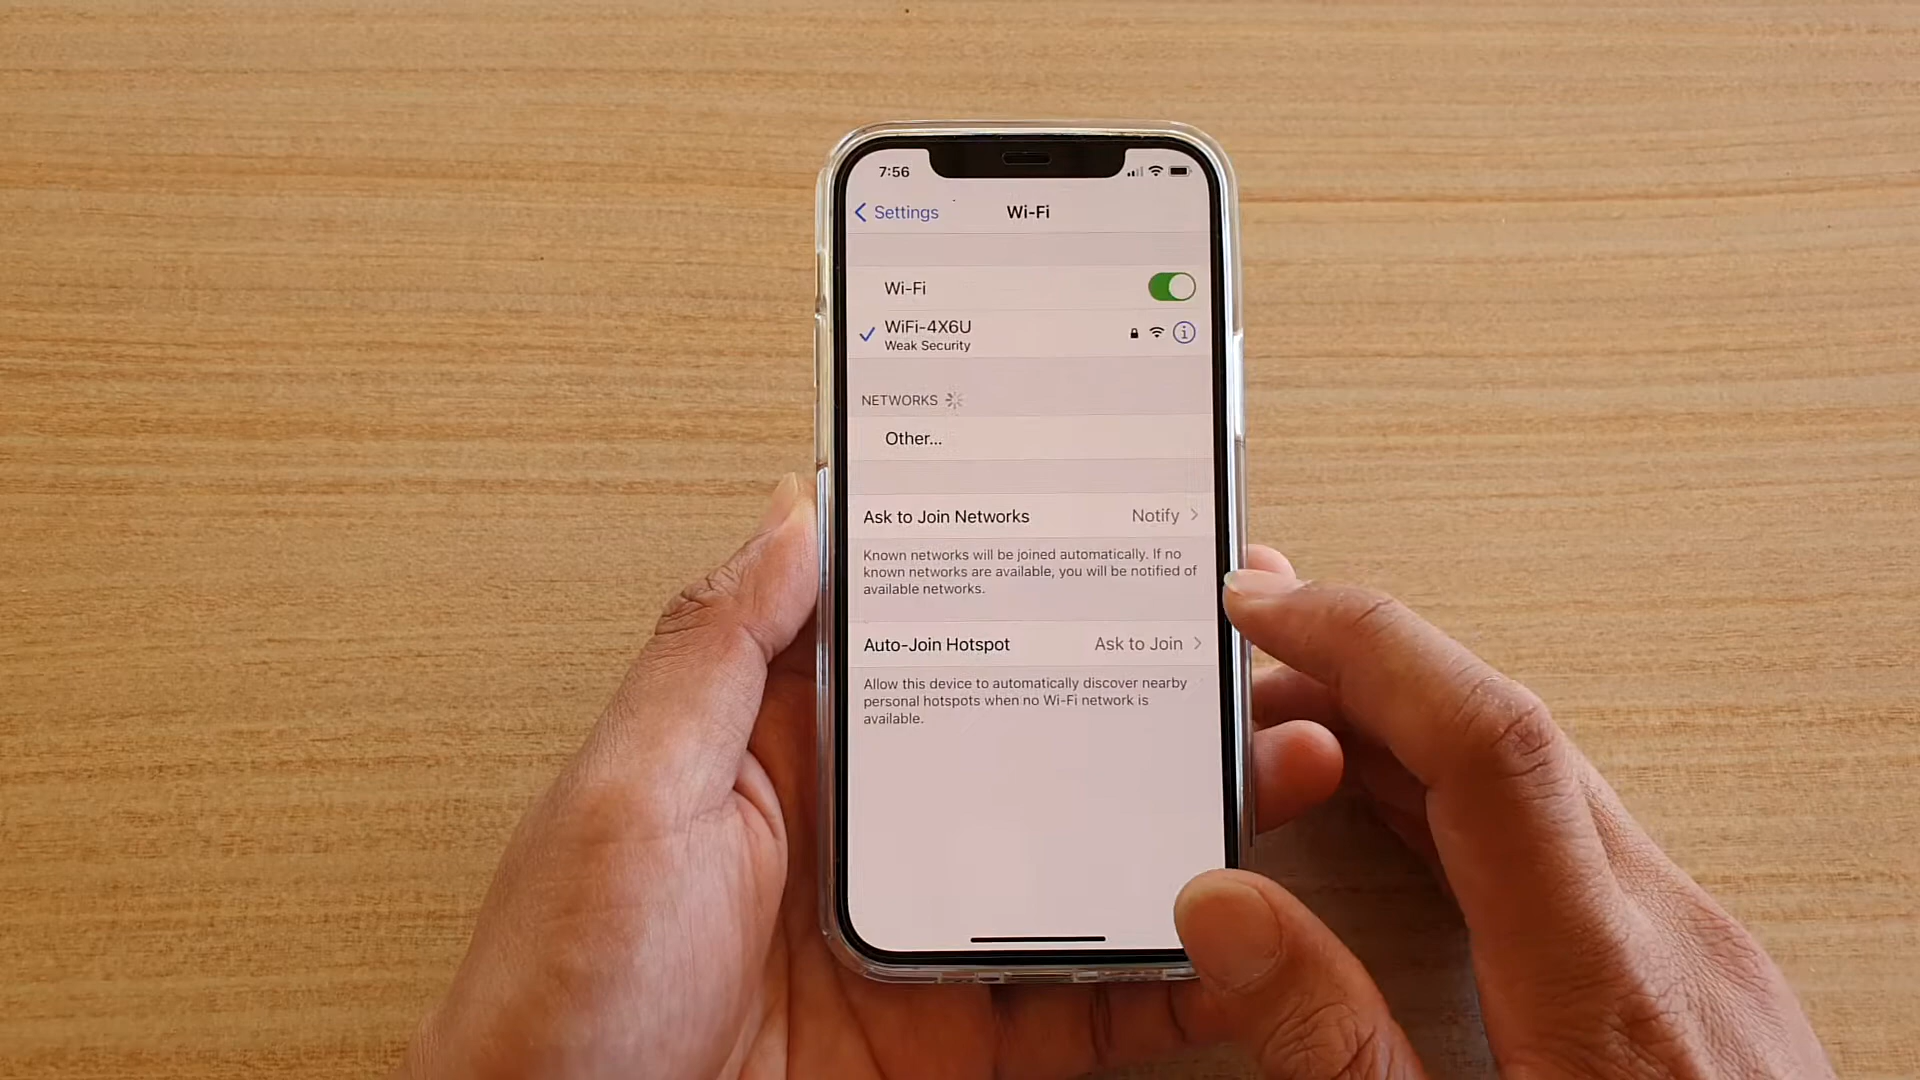 7:56
Settings
Wi-Fi
Wi-Fi
WiFi-4X6U
Weak Security
NETWORKS
Other...
Ask to Join Networks Notify
Known networks will be joined automatically. If no
known networks are available, you will be notified of
available networks.
Auto-Join Hotspot Ask to Join
Allow this device to automatically discover nearby
personal hotspots when no Wi-Fi network is
available.